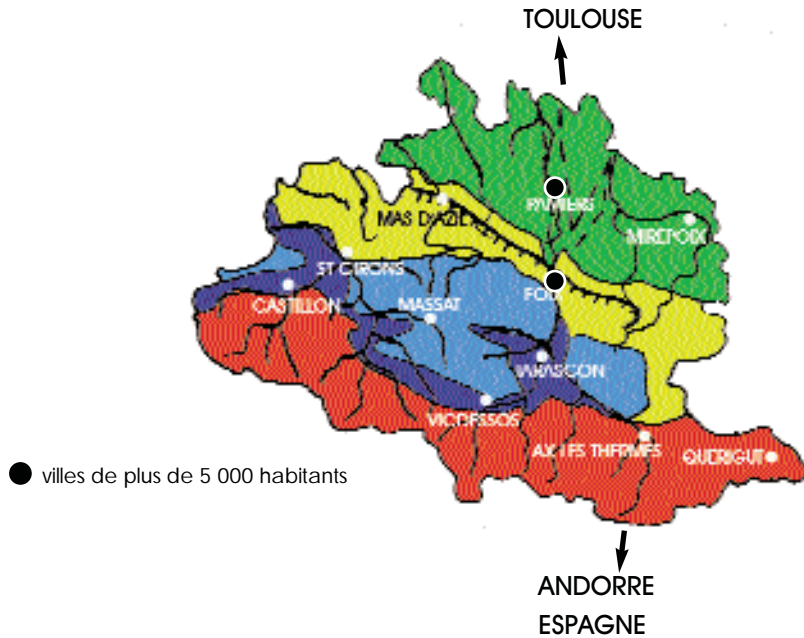 TOULOUSE
PAMIERS
MAS D'AZIL
MIREPOIX
ST GIRONS
FOIX
CASTILLON
MASSAT
TARASCON
VICDESSOS
AX LES THERMES
QUERIGUT
villes de plus de 5 000 habitants
ANDORRE
ESPAGNE